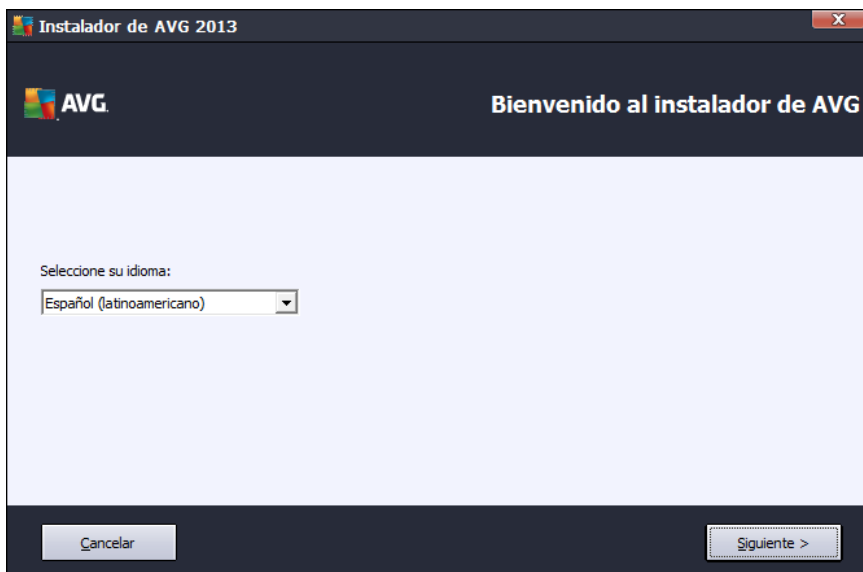 Instalador de AVG 2013
AVG.
Bienvenido al instalador de AVG
Seleccione su idioma:
Español (latinoamericano)
Cancelar
Siguiente >